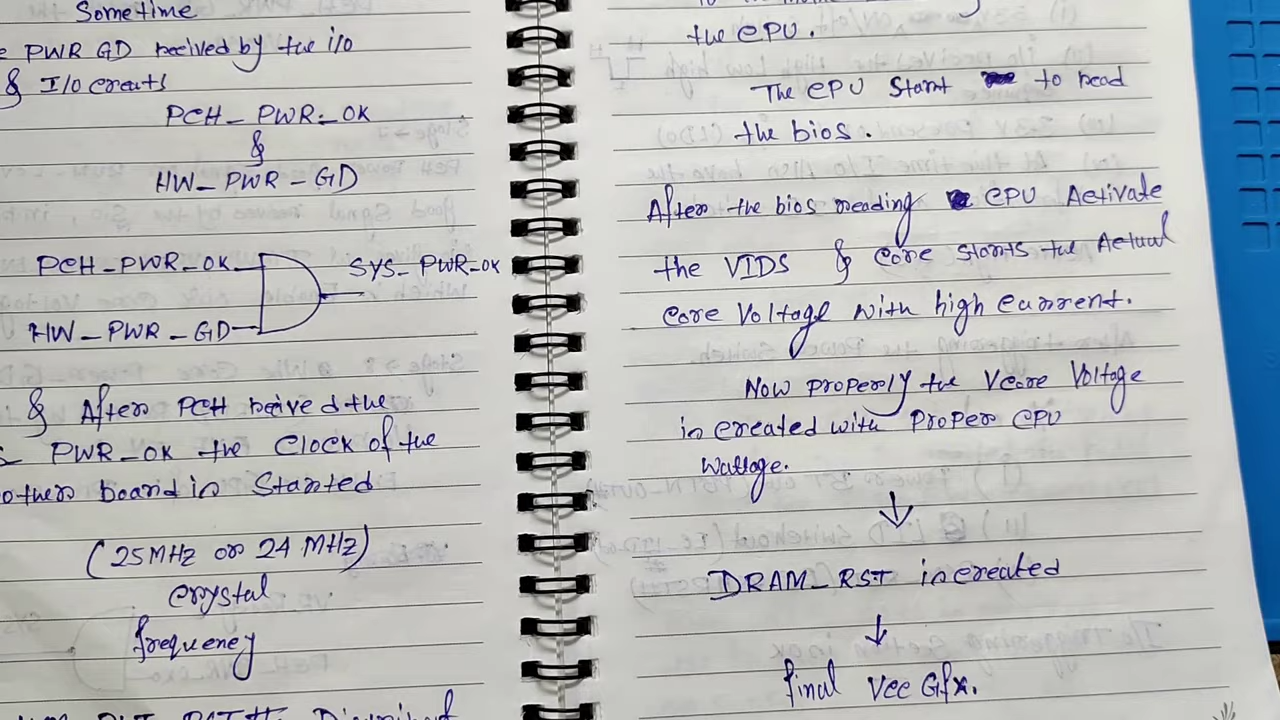 Sometime
PWR GD received by the i/o
& I/O creats
PCH_PWR_OK
&
HW_PWR_GD
PCH_PWR_OK
SYS_PWR_OK
HW_PWR_GD
& After PCH reived the
PWR_OK the Clock of the
other board is Started
(25MHz or 24 MHz)
crystal
frequency
the CPU.
The CPU Start to read
the bios.
After the bios reading CPU Activate
the VIDS & Core starts the Actual
Core Voltage with high Current.
Now properly the Vcore Voltage
is created with Proper CPU
Wattage.
↓
DRAM_RST is created
↓
final Vcc Gfx.